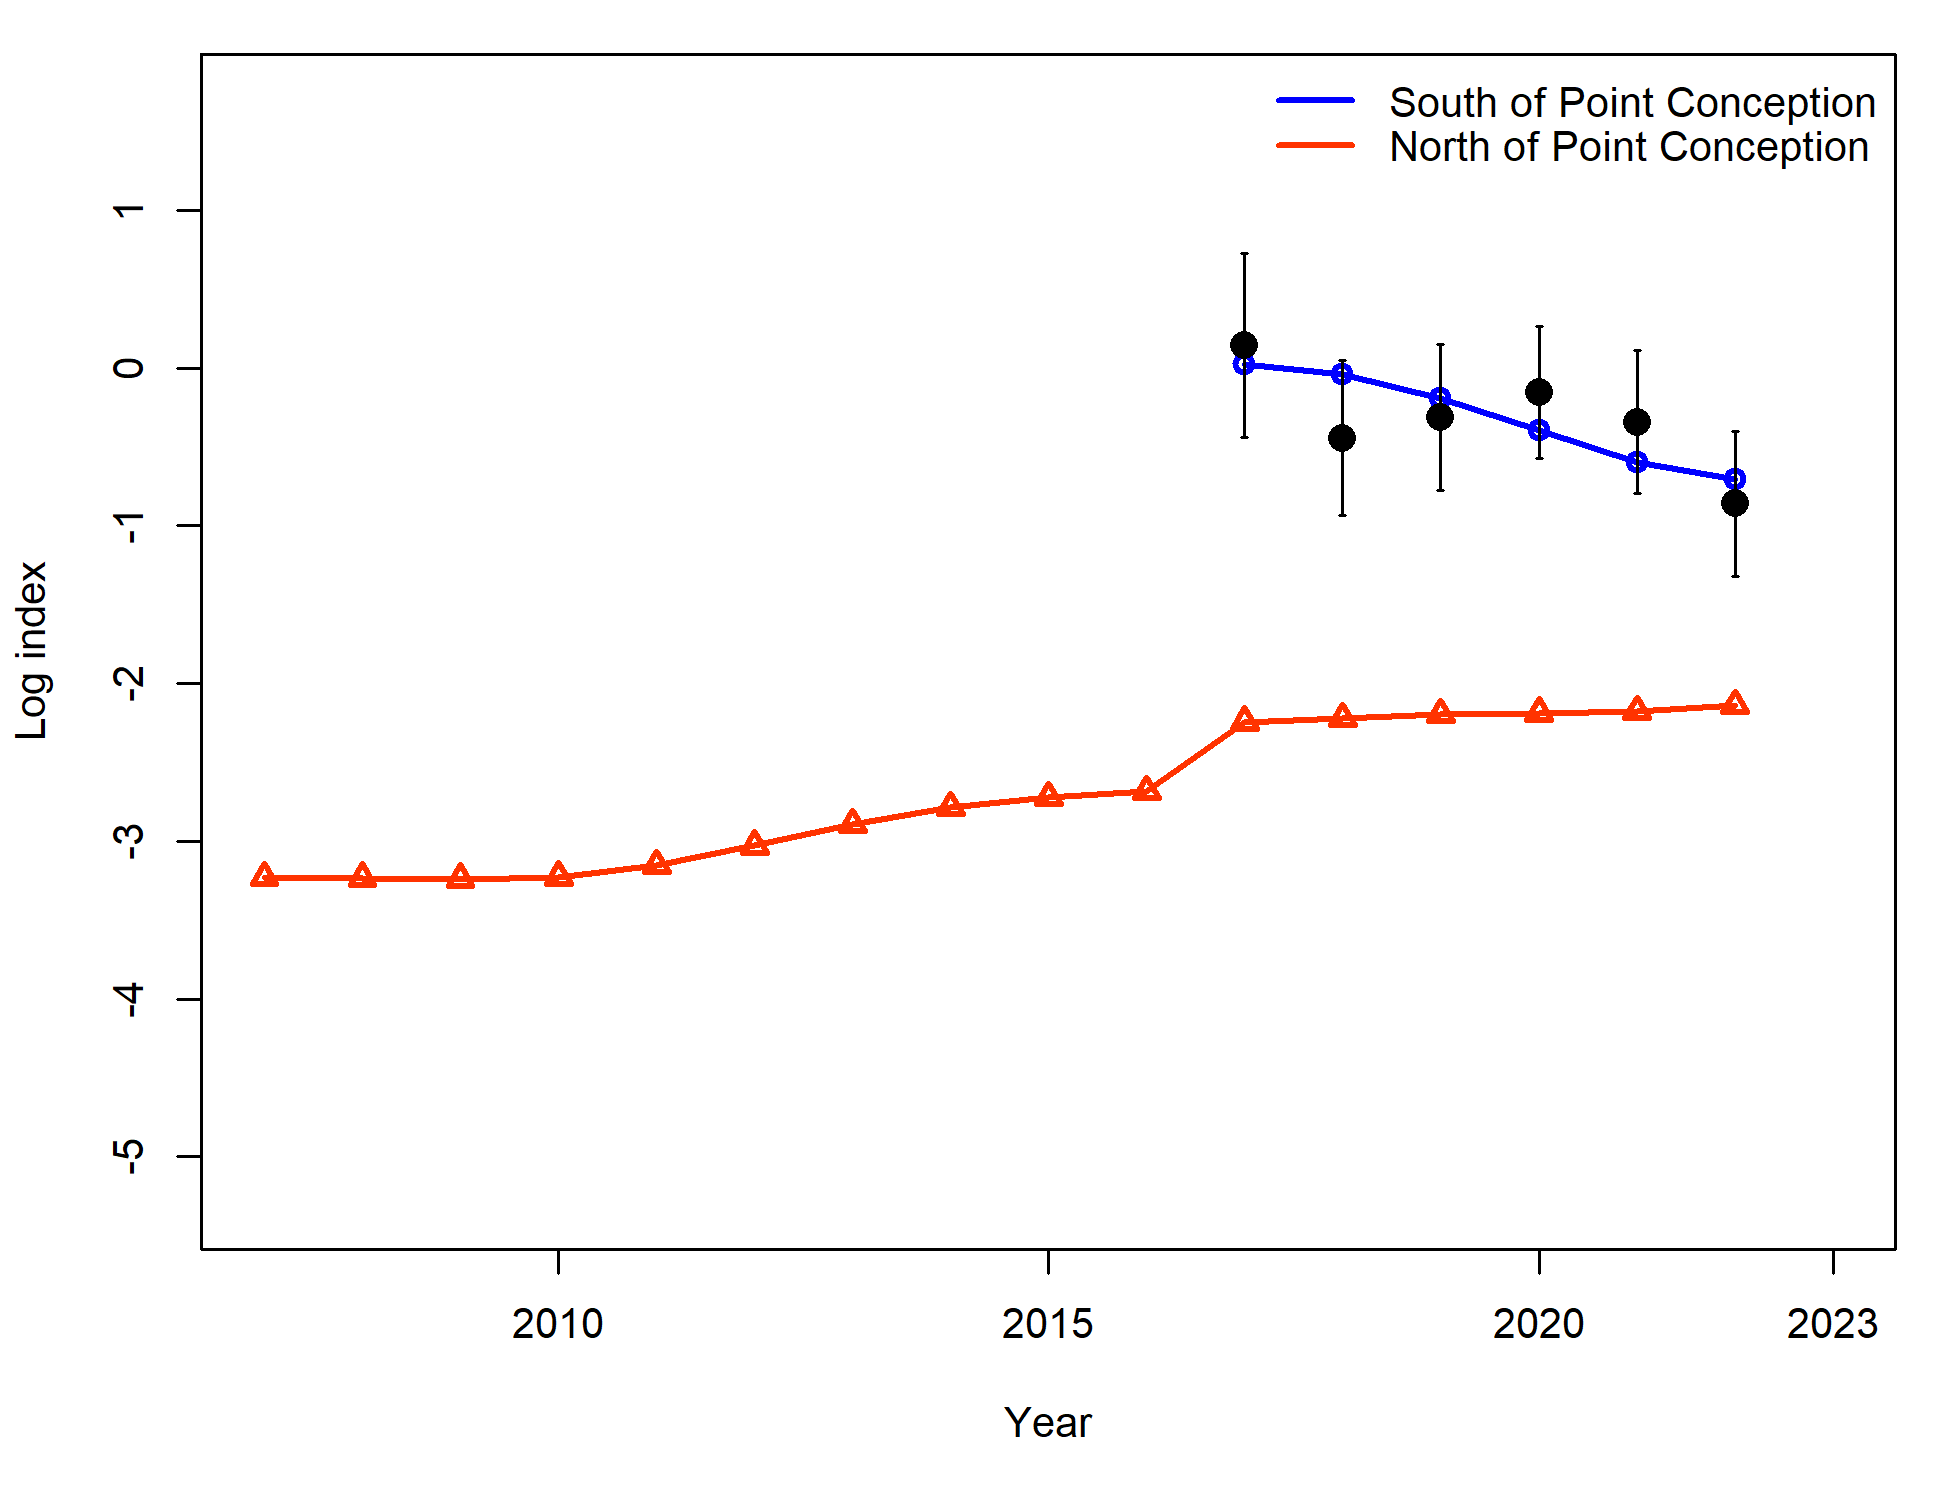 South of Point Conception
North of Point Conception
1
0
-1
-2
-3
-4
-5
Log index
2010
2015
2020
2023
Year